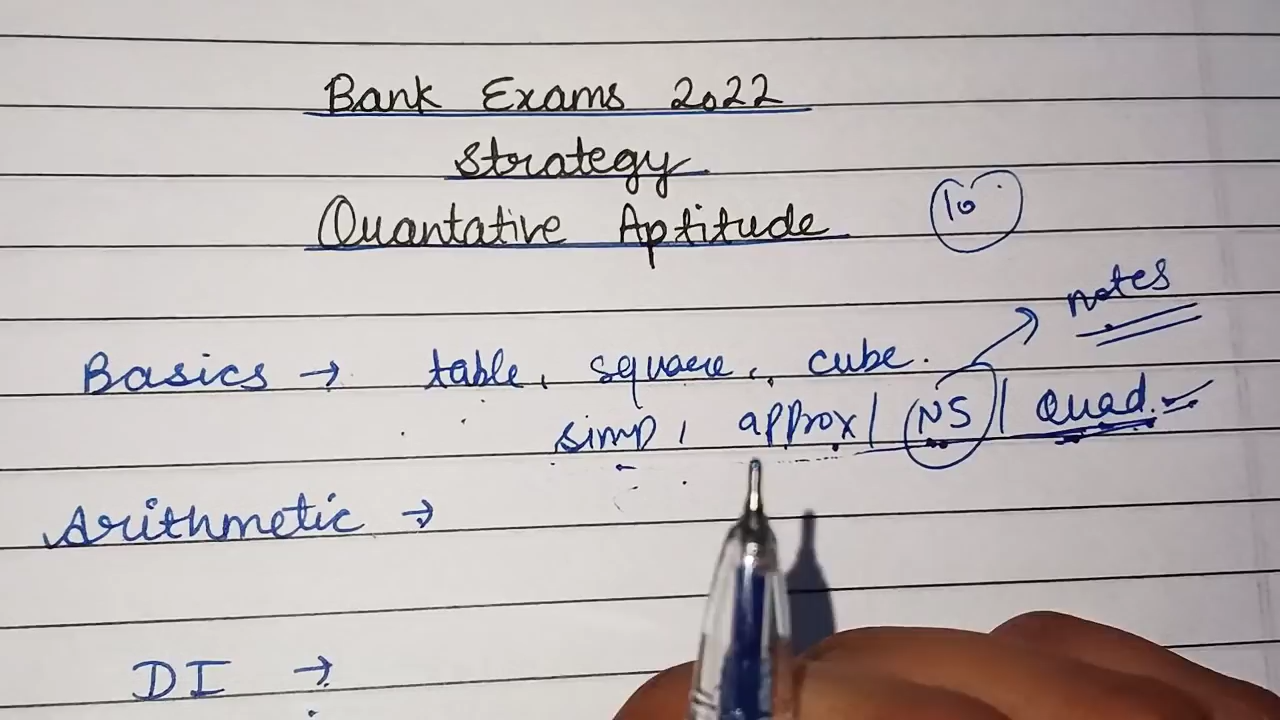 Bank Exams 2022
Strategy
Quantative Aptitude
10
notes
Basics → table, square, cube.
simp, approx / NS / Quad.
Arithmetic →
DI →